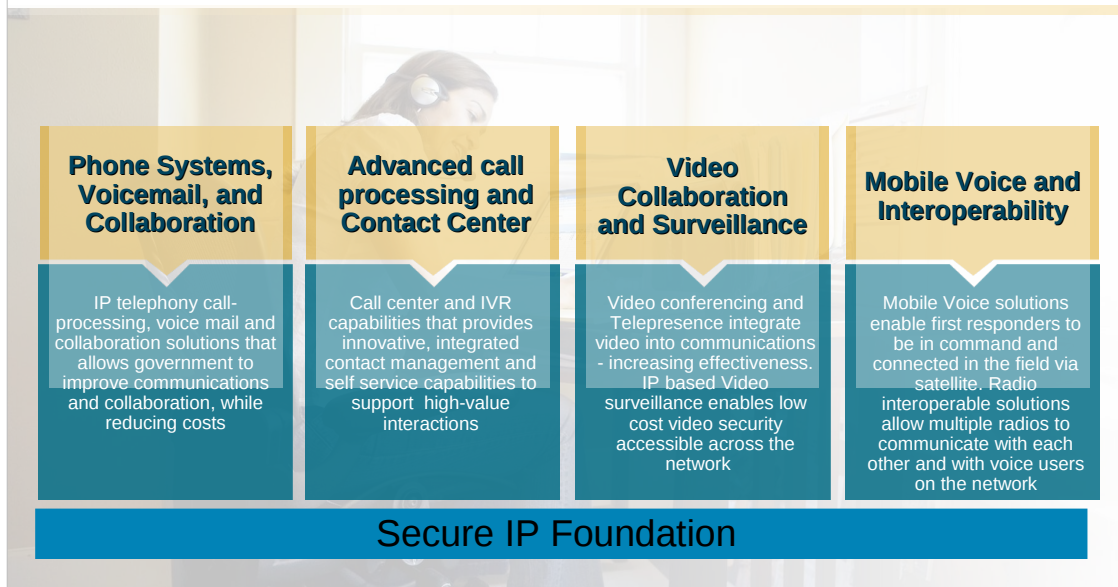 Phone Systems,
Voicemail, and
Collaboration
IP telephony call-
processing, voice mail and
collaboration solutions that
allows government to
improve communications
and collaboration, while
reducing costs
Advanced call
processing and
Contact Center
Call center and IVR
capabilities that provides
innovative, integrated
contact management and
self service capabilities to
support  high-value
interactions
Video
Collaboration
and Surveillance
Video conferencing and
Telepresence integrate
video into communications
- increasing effectiveness.
IP based Video
surveillance enables low
cost video security
accessible across the
network
Mobile Voice and
Interoperability
Mobile Voice solutions
enable first responders to
be in command and
connected in the field via
satellite. Radio
interoperable solutions
allow multiple radios to
communicate with each
other and with voice users
on the network
Secure IP Foundation